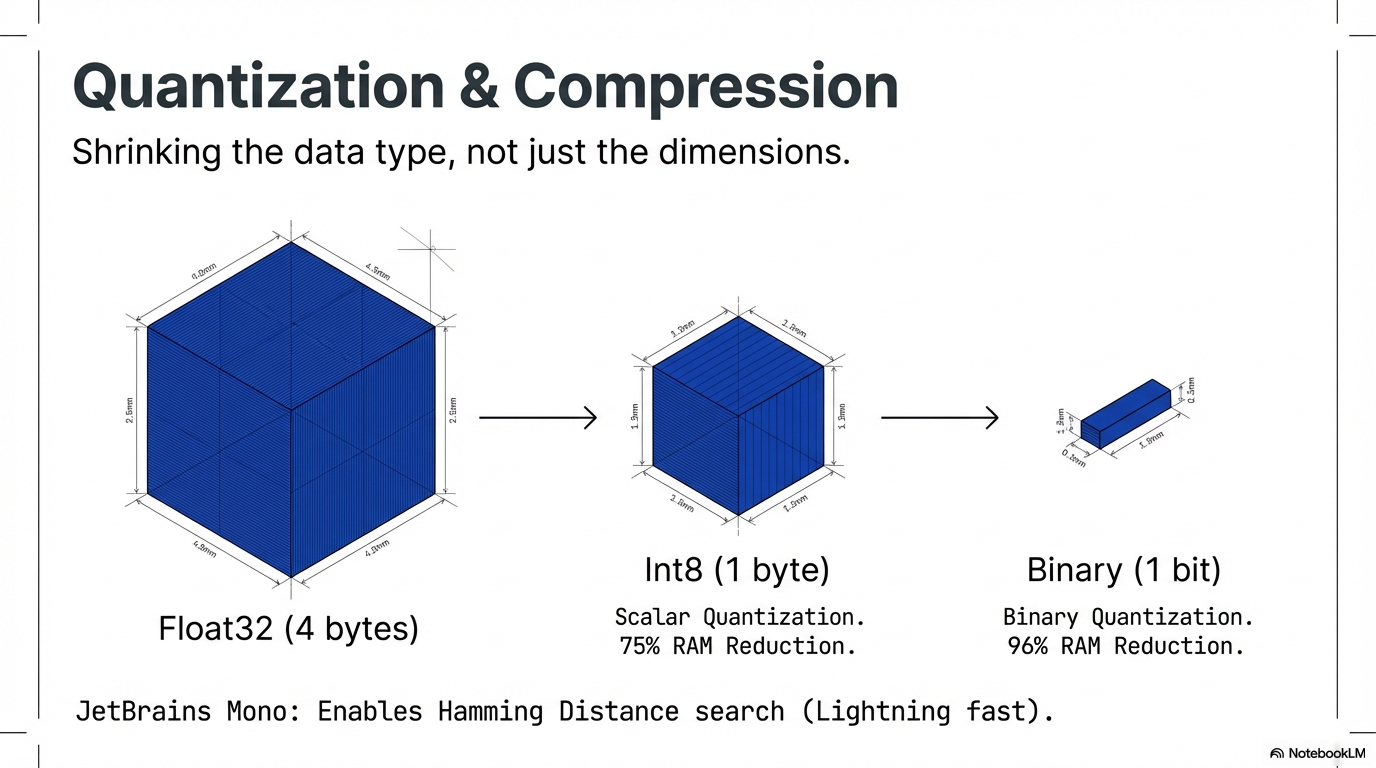 Quantization & Compression
Shrinking the data type, not just the dimensions.
Float32 (4 bytes)
Int8 (1 byte)
Scalar Quantization.
75% RAM Reduction.
Binary (1 bit)
Binary Quantization.
96% RAM Reduction.
JetBrains Mono: Enables Hamming Distance search (Lightning fast).
NotebookLM